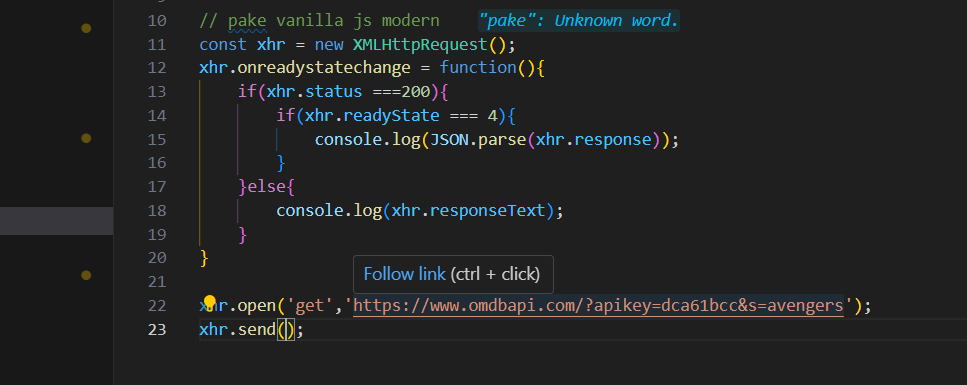 10 // pake vanilla js modern "pake": Unknown word.
11 const xhr = new XMLHttpRequest();
12 xhr.onreadystatechange = function(){
13 if(xhr.status ===200){
14 if(xhr.readyState === 4){
15 console.log(JSON.parse(xhr.response));
16 }
17 }else{
18 console.log(xhr.responseText);
19 }
20 }
Follow link (ctrl + click)
21
22 xhr.open('get','https://www.omdbapi.com/?apikey=dca61bcc&s=avengers');
23 xhr.send();